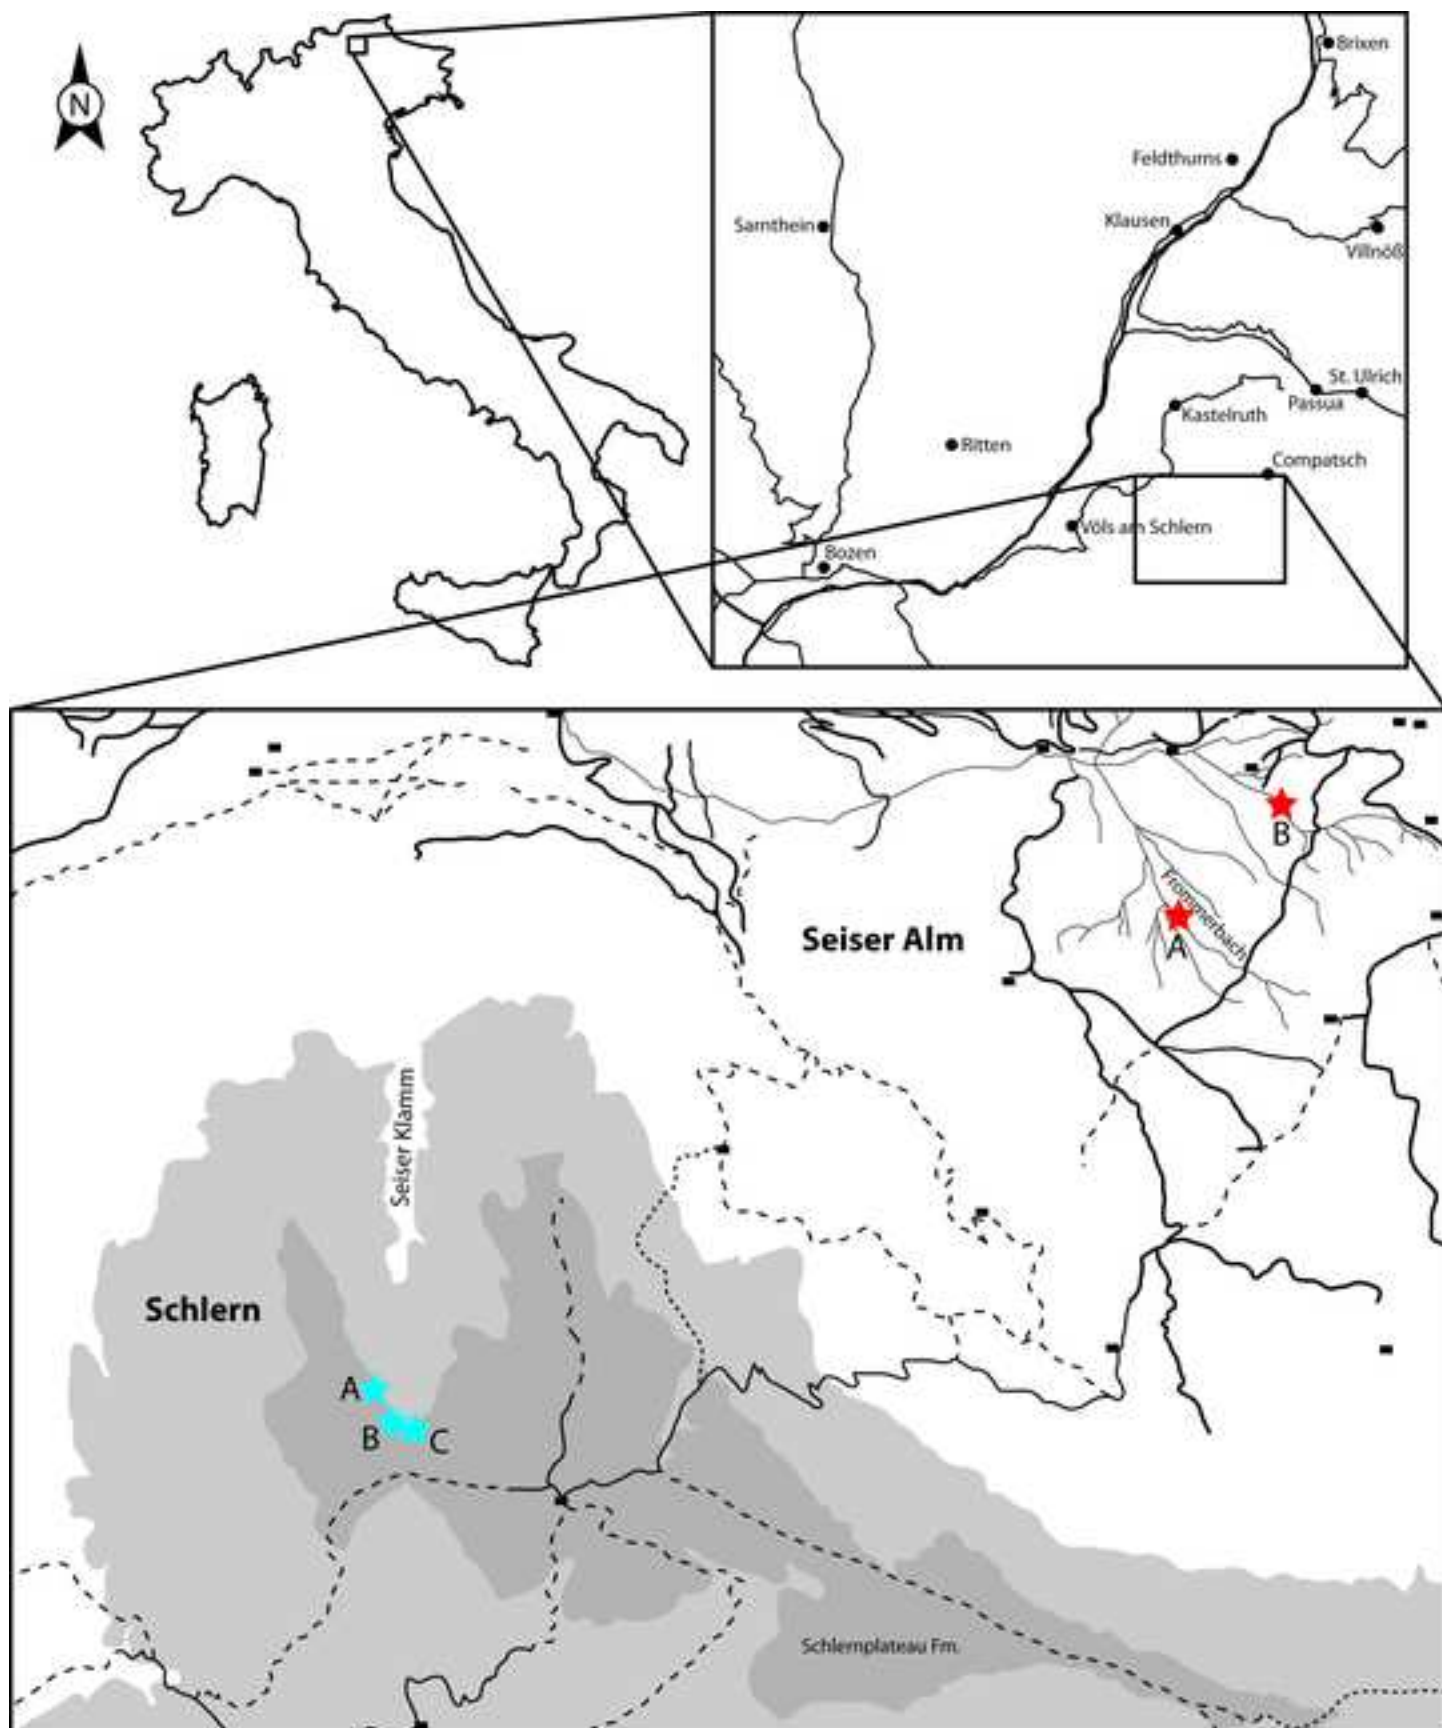 N
Brixen
Feldthurns
Klausen
Sarnthein
Villnöß
St. Ulrich
Passua
Kastelruth
Ritten
Compatsch
Völs am Schlern
Bozen
B
Frommerbach
A
Seiser Alm
Seiser Klamm
Schlern
A
B
C
Schlernplateau Fm.